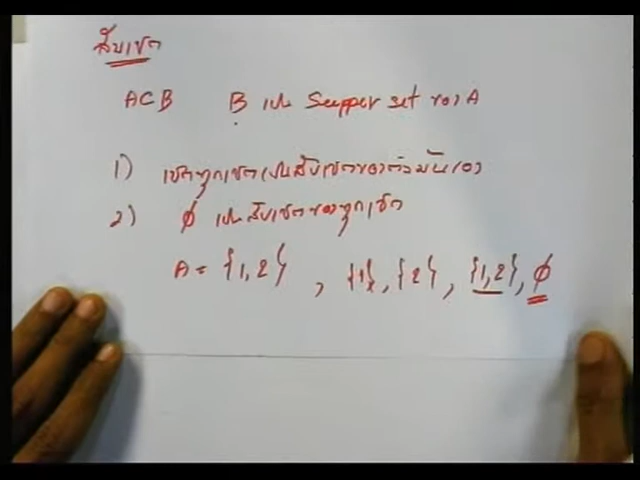 สับเซต
A⊂B B เป็น Supper set ของ A
1) เซตทุกเซตเป็นสับเซตของตัวมันเอง
2) ∅ เป็นสับเซตของทุกเซต
A = {1,2} , {1}, {2}, {1,2}, ∅